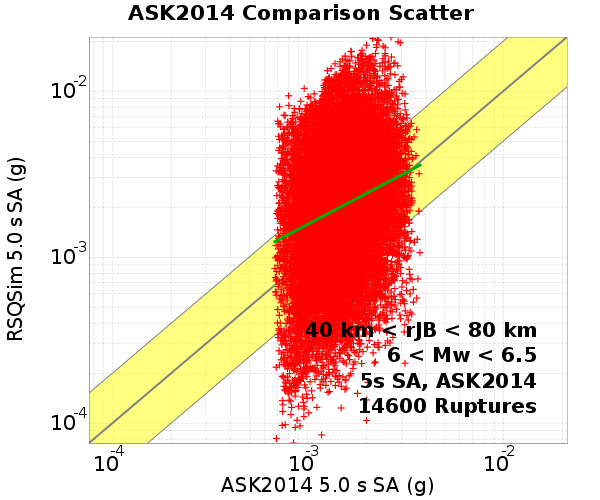 ASK2014 Comparison Scatter
RSQSim 5.0 s SA (g)
10-2
10-3
10-4
40 km < rJB < 80 km
6 < Mw < 6.5
5s SA, ASK2014
14600 Ruptures
10-4 10-3 10-2
ASK2014 5.0 s SA (g)